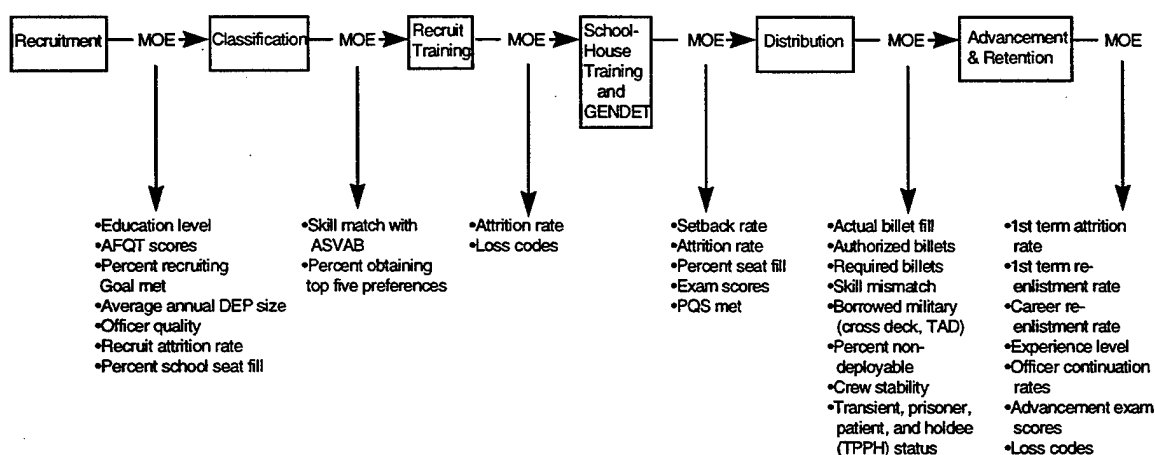 Recruitment
MOE
Classification
MOE
Recruit
Training
MOE
School-
House
Training
and
GENDET
MOE
Distribution
MOE
Advancement
& Retention
MOE
•Education level
•AFQT scores
•Percent recruiting
Goal met
•Average annual DEP size
•Officer quality
•Recruit attrition rate
•Percent school seat fill
•Skill match with
ASVAB
•Percent obtaining
top five preferences
•Attrition rate
•Loss codes
•Setback rate
•Attrition rate
•Percent seat fill
•Exam scores
•PQS met
•Actual billet fill
•Authorized billets
•Required billets
•Skill mismatch
•Borrowed military
(cross deck, TAD)
•Percent non-
deployable
•Crew stability
•Transient, prisoner,
patient, and holdee
(TPPH) status
•1st term attrition
rate
•1st term re-
enlistment rate
•Career re-
enlistment rate
•Experience level
•Officer continuation
rates
•Advancement exam
scores
•Loss codes